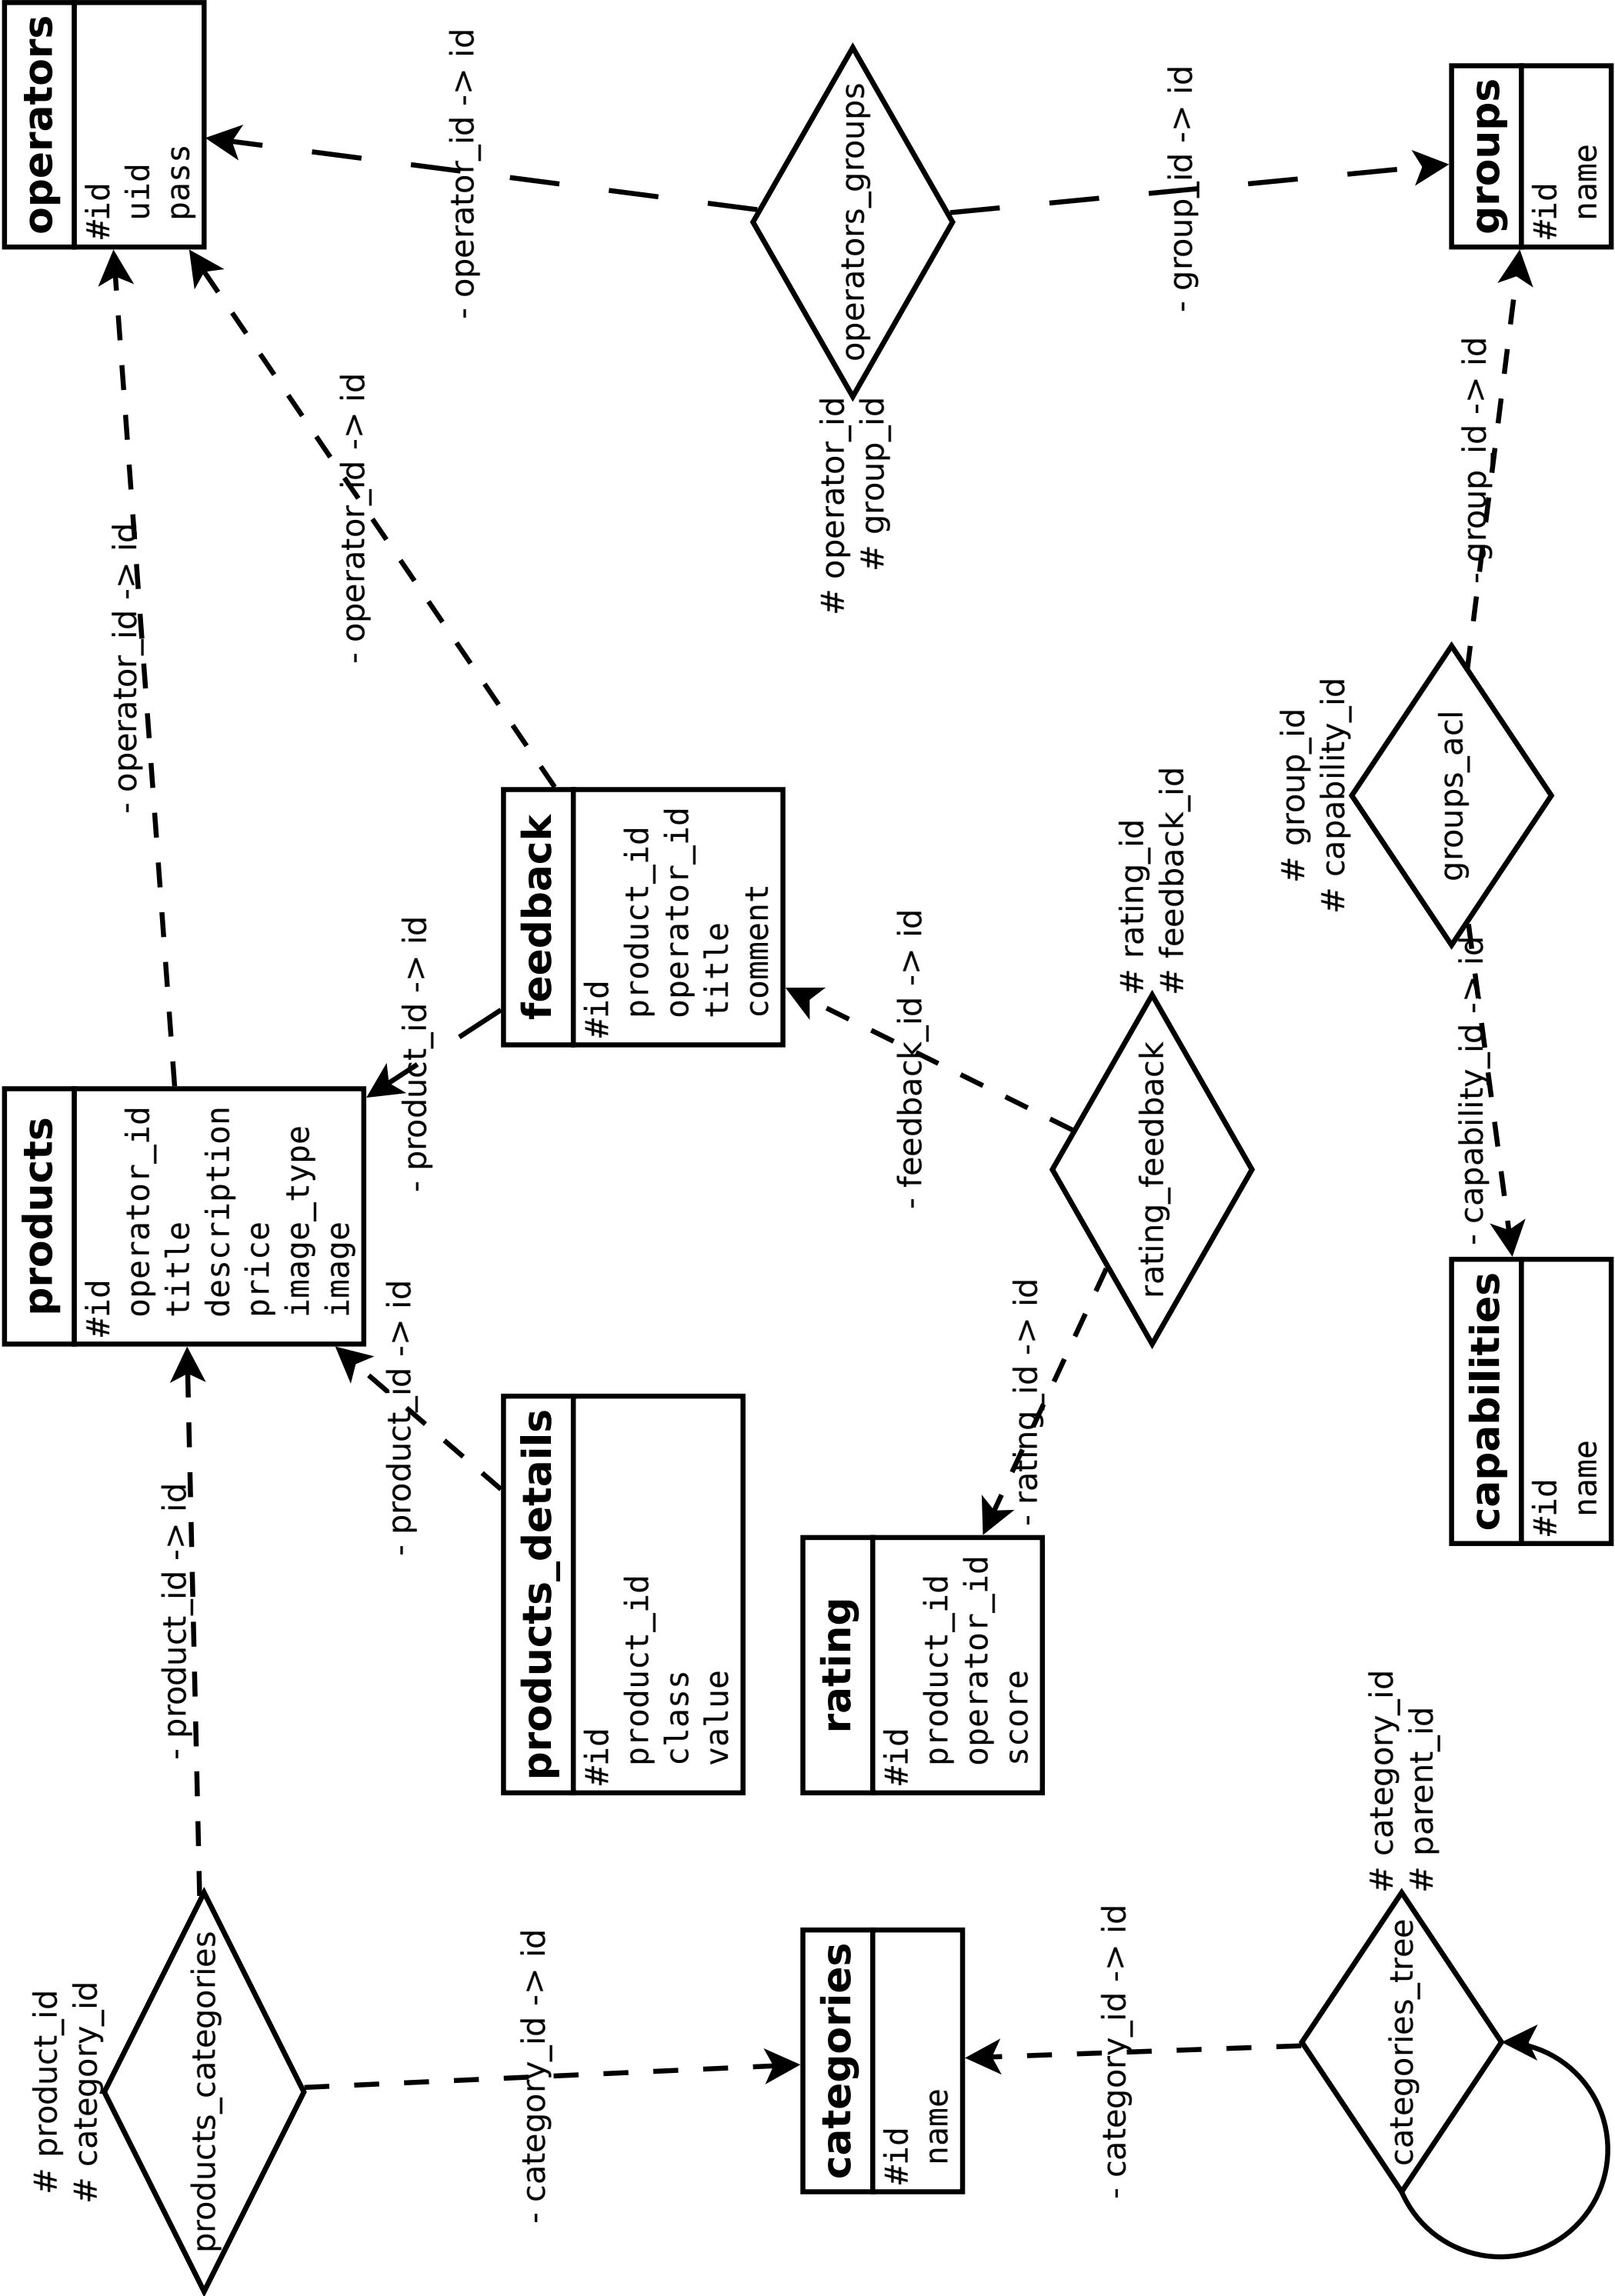 # product_id
# category_id
products_categories
- product_id -> id
products
#id
operator_id
title
description
price
image_type
image
- operator_id -> id
operators
#id
uid
pass
- product_id -> id
- product_id -> id
- operator_id -> id
- operator_id -> id
- category_id -> id
products_details
#id
product_id
class
value
feedback
#id
product_id
operator_id
title
comment
categories
#id
name
rating
#id
product_id
operator_id
score
- feedback_id -> id
# operator_id
# group_id
operators_groups
- category_id -> id
- rating_id -> id
rating_feedback
# rating_id
# feedback_id
- group_id -> id
# category_id
# parent_id
categories_tree
# group_id
# capability_id
groups_acl
- capability_id -> id
- group_id -> id
capabilities
#id
name
groups
#id
name